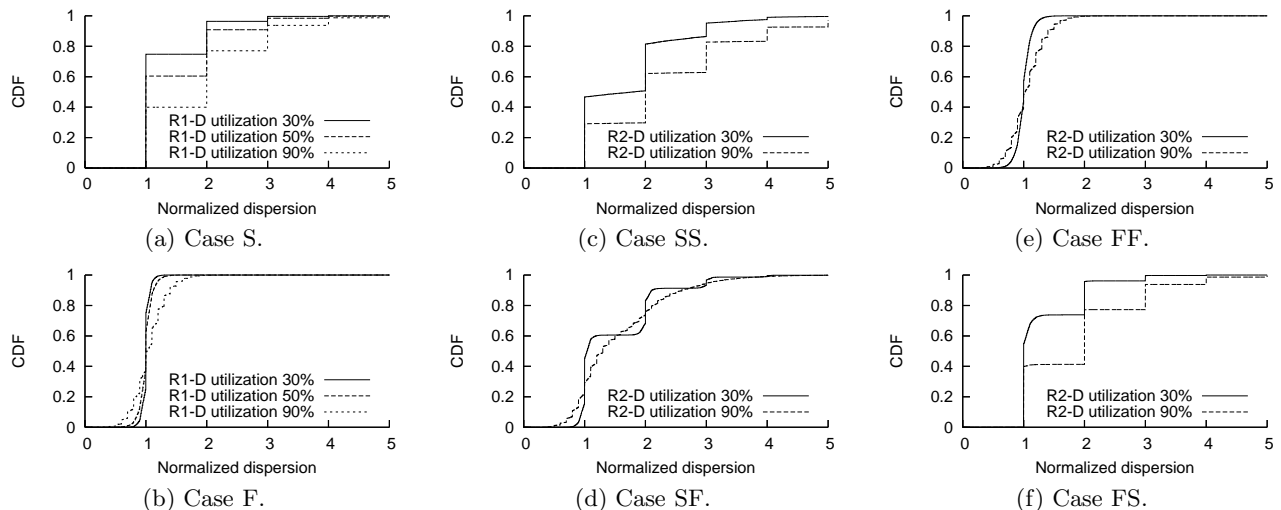 1
0.8
0.6
0.4
0.2
0
CDF
R1-D utilization 30%
R1-D utilization 50%
R1-D utilization 90%
0 1 2 3 4 5
Normalized dispersion
(a) Case S.
1
0.8
0.6
0.4
0.2
0
CDF
R2-D utilization 30%
R2-D utilization 90%
0 1 2 3 4 5
Normalized dispersion
(c) Case SS.
1
0.8
0.6
0.4
0.2
0
CDF
R2-D utilization 30%
R2-D utilization 90%
0 1 2 3 4 5
Normalized dispersion
(e) Case FF.
1
0.8
0.6
0.4
0.2
0
CDF
R1-D utilization 30%
R1-D utilization 50%
R1-D utilization 90%
0 1 2 3 4 5
Normalized dispersion
(b) Case F.
1
0.8
0.6
0.4
0.2
0
CDF
R2-D utilization 30%
R2-D utilization 90%
0 1 2 3 4 5
Normalized dispersion
(d) Case SF.
1
0.8
0.6
0.4
0.2
0
CDF
R2-D utilization 30%
R2-D utilization 90%
0 1 2 3 4 5
Normalized dispersion
(f) Case FS.